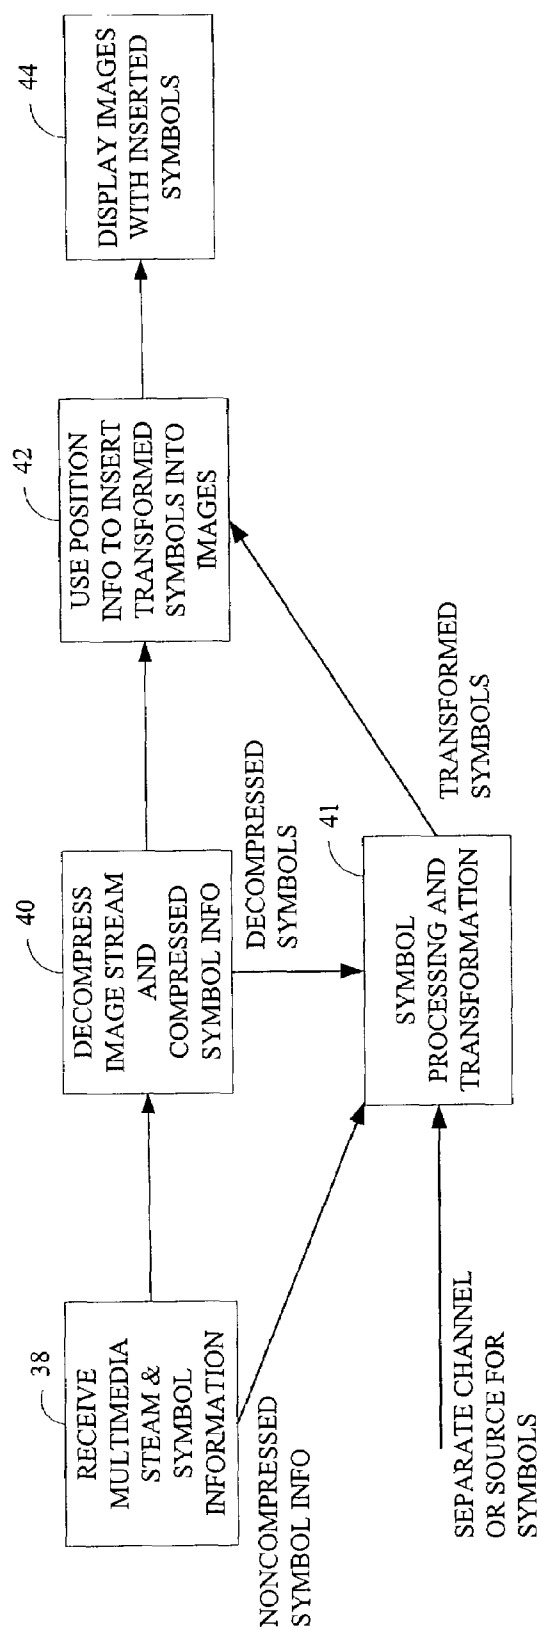 38
RECEIVE
MULTIMEDIA
STEAM &
SYMBOL
INFORMATION
NONCOMPRESSED
SYMBOL INFO
40
DECOMPRESS
IMAGE STREAM
AND
COMPRESSED
SYMBOL INFO
DECOMPRESSED
SYMBOLS
SEPARATE CHANNEL
OR SOURCE FOR
SYMBOLS
41
SYMBOL
PROCESSING AND
TRANSFORMATION
TRANSFORMED
SYMBOLS
42
USE POSITION
INFO TO INSERT
TRANSFORMED
SYMBOLS INTO
IMAGES
44
DISPLAY IMAGES
WITH INSERTED
SYMBOLS